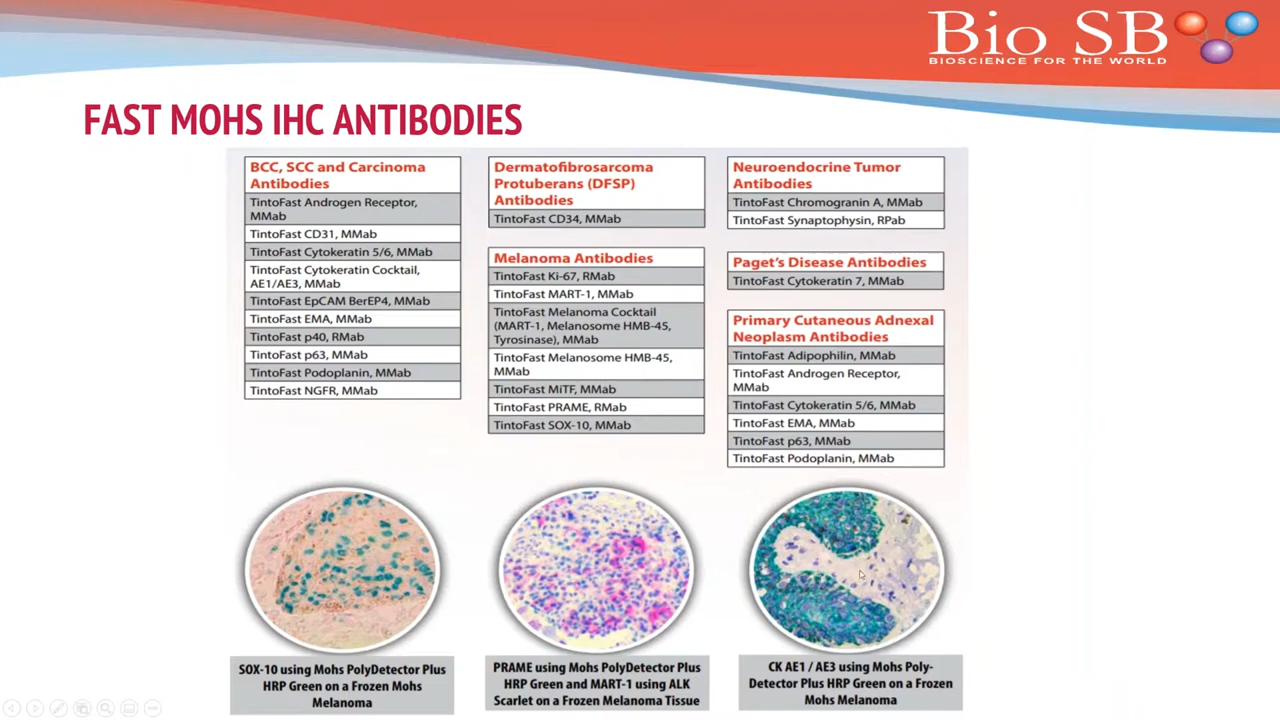 Bio SB
BIOSCIENCE FOR THE WORLD
FAST MOHS IHC ANTIBODIES
BCC, SCC and Carcinoma
Antibodies
TintoFast Androgen Receptor,
MMab
TintoFast CD31, MMab
TintoFast Cytokeratin 5/6, MMab
TintoFast Cytokeratin Cocktail,
AE1/AE3, MMab
TintoFast EpCAM BerEP4, MMab
TintoFast EMA, MMab
TintoFast p40, RMab
TintoFast p63, MMab
TintoFast Podoplanin, MMab
TintoFast NGFR, MMab
Dermatofibrosarcoma
Protuberans (DFSP)
Antibodies
TintoFast CD34, MMab
Melanoma Antibodies
TintoFast Ki-67, RMab
TintoFast MART-1, MMab
TintoFast Melanoma Cocktail
(MART-1, Melanosome HMB-45,
Tyrosinase), MMab
TintoFast Melanosome HMB-45,
MMab
TintoFast MiTF, MMab
TintoFast PRAME, RMab
TintoFast SOX-10, MMab
Neuroendocrine Tumor
Antibodies
TintoFast Chromogranin A, MMab
TintoFast Synaptophysin, RPab
Paget's Disease Antibodies
TintoFast Cytokeratin 7, MMab
Primary Cutaneous Adnexal
Neoplasm Antibodies
TintoFast Adipophilin, MMab
TintoFast Androgen Receptor,
MMab
TintoFast Cytokeratin 5/6, MMab
TintoFast EMA, MMab
TintoFast p63, MMab
TintoFast Podoplanin, MMab
SOX-10 using Mohs PolyDetector Plus
HRP Green on a Frozen Mohs
Melanoma
PRAME using Mohs PolyDetector Plus
HRP Green and MART-1 using ALK
Scarlet on a Frozen Melanoma Tissue
CK AE1 / AE3 using Mohs Poly-
Detector Plus HRP Green on a Frozen
Mohs Melanoma